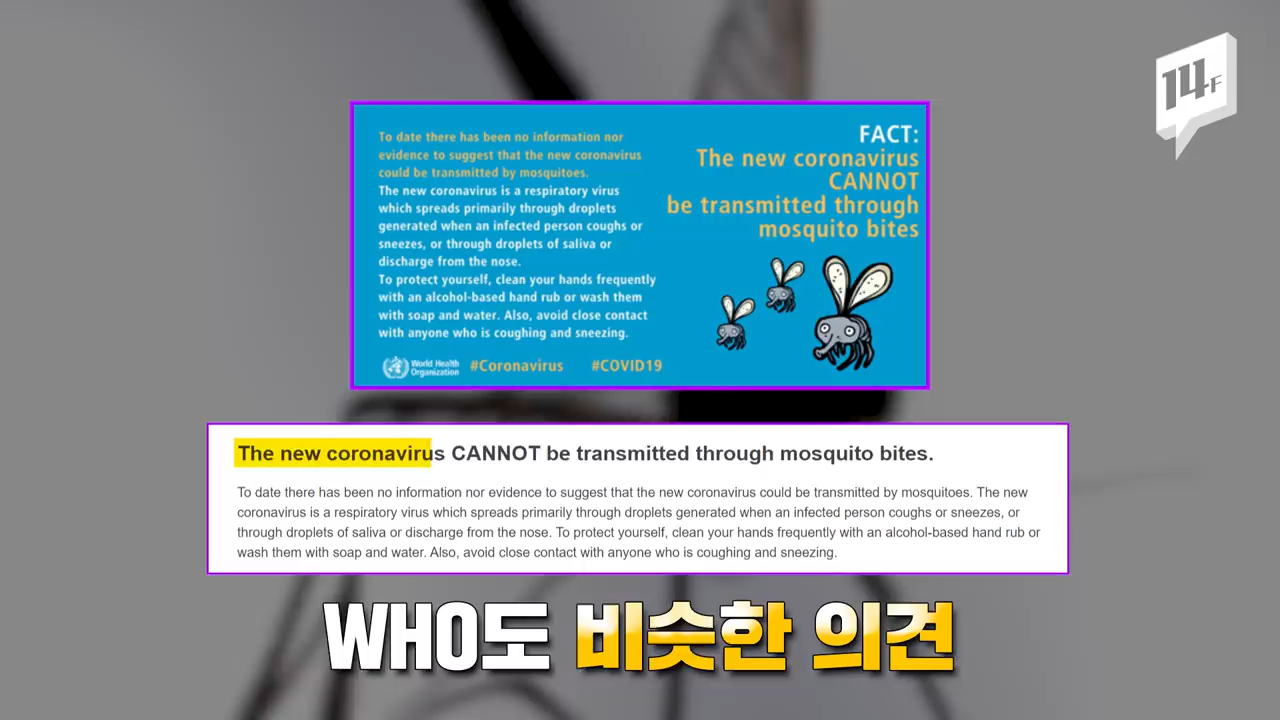 14F
To date there has been no information nor
evidence to suggest that the new coronavirus
could be transmitted by mosquitoes.
The new coronavirus is a respiratory virus
which spreads primarily through droplets
generated when an infected person coughs or
sneezes, or through droplets of saliva or
discharge from the nose.
To protect yourself, clean your hands frequently
with an alcohol-based hand rub or wash them
with soap and water. Also, avoid close contact
with anyone who is coughing and sneezing.
World Health
Organization
#Coronavirus #COVID19
FACT:
The new coronavirus
CANNOT
be transmitted through
mosquito bites
The new coronavirus CANNOT be transmitted through mosquito bites.
To date there has been no information nor evidence to suggest that the new coronavirus could be transmitted by mosquitoes. The new
coronavirus is a respiratory virus which spreads primarily through droplets generated when an infected person coughs or sneezes, or
through droplets of saliva or discharge from the nose. To protect yourself, clean your hands frequently with an alcohol-based hand rub or
wash them with soap and water. Also, avoid close contact with anyone who is coughing and sneezing.
WHO도 비슷한 의견